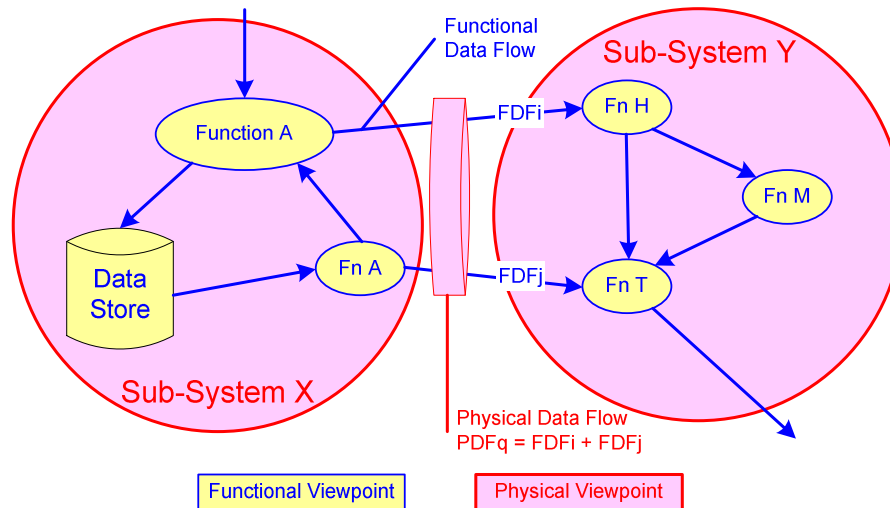 Functional
Data Flow
Sub-System Y
Function A
FDFi
Fn H
Fn M
Fn A
Data
Store
FDFj
Fn T
Sub-System X
Physical Data Flow
PDFq = FDFi + FDFj
Functional Viewpoint
Physical Viewpoint